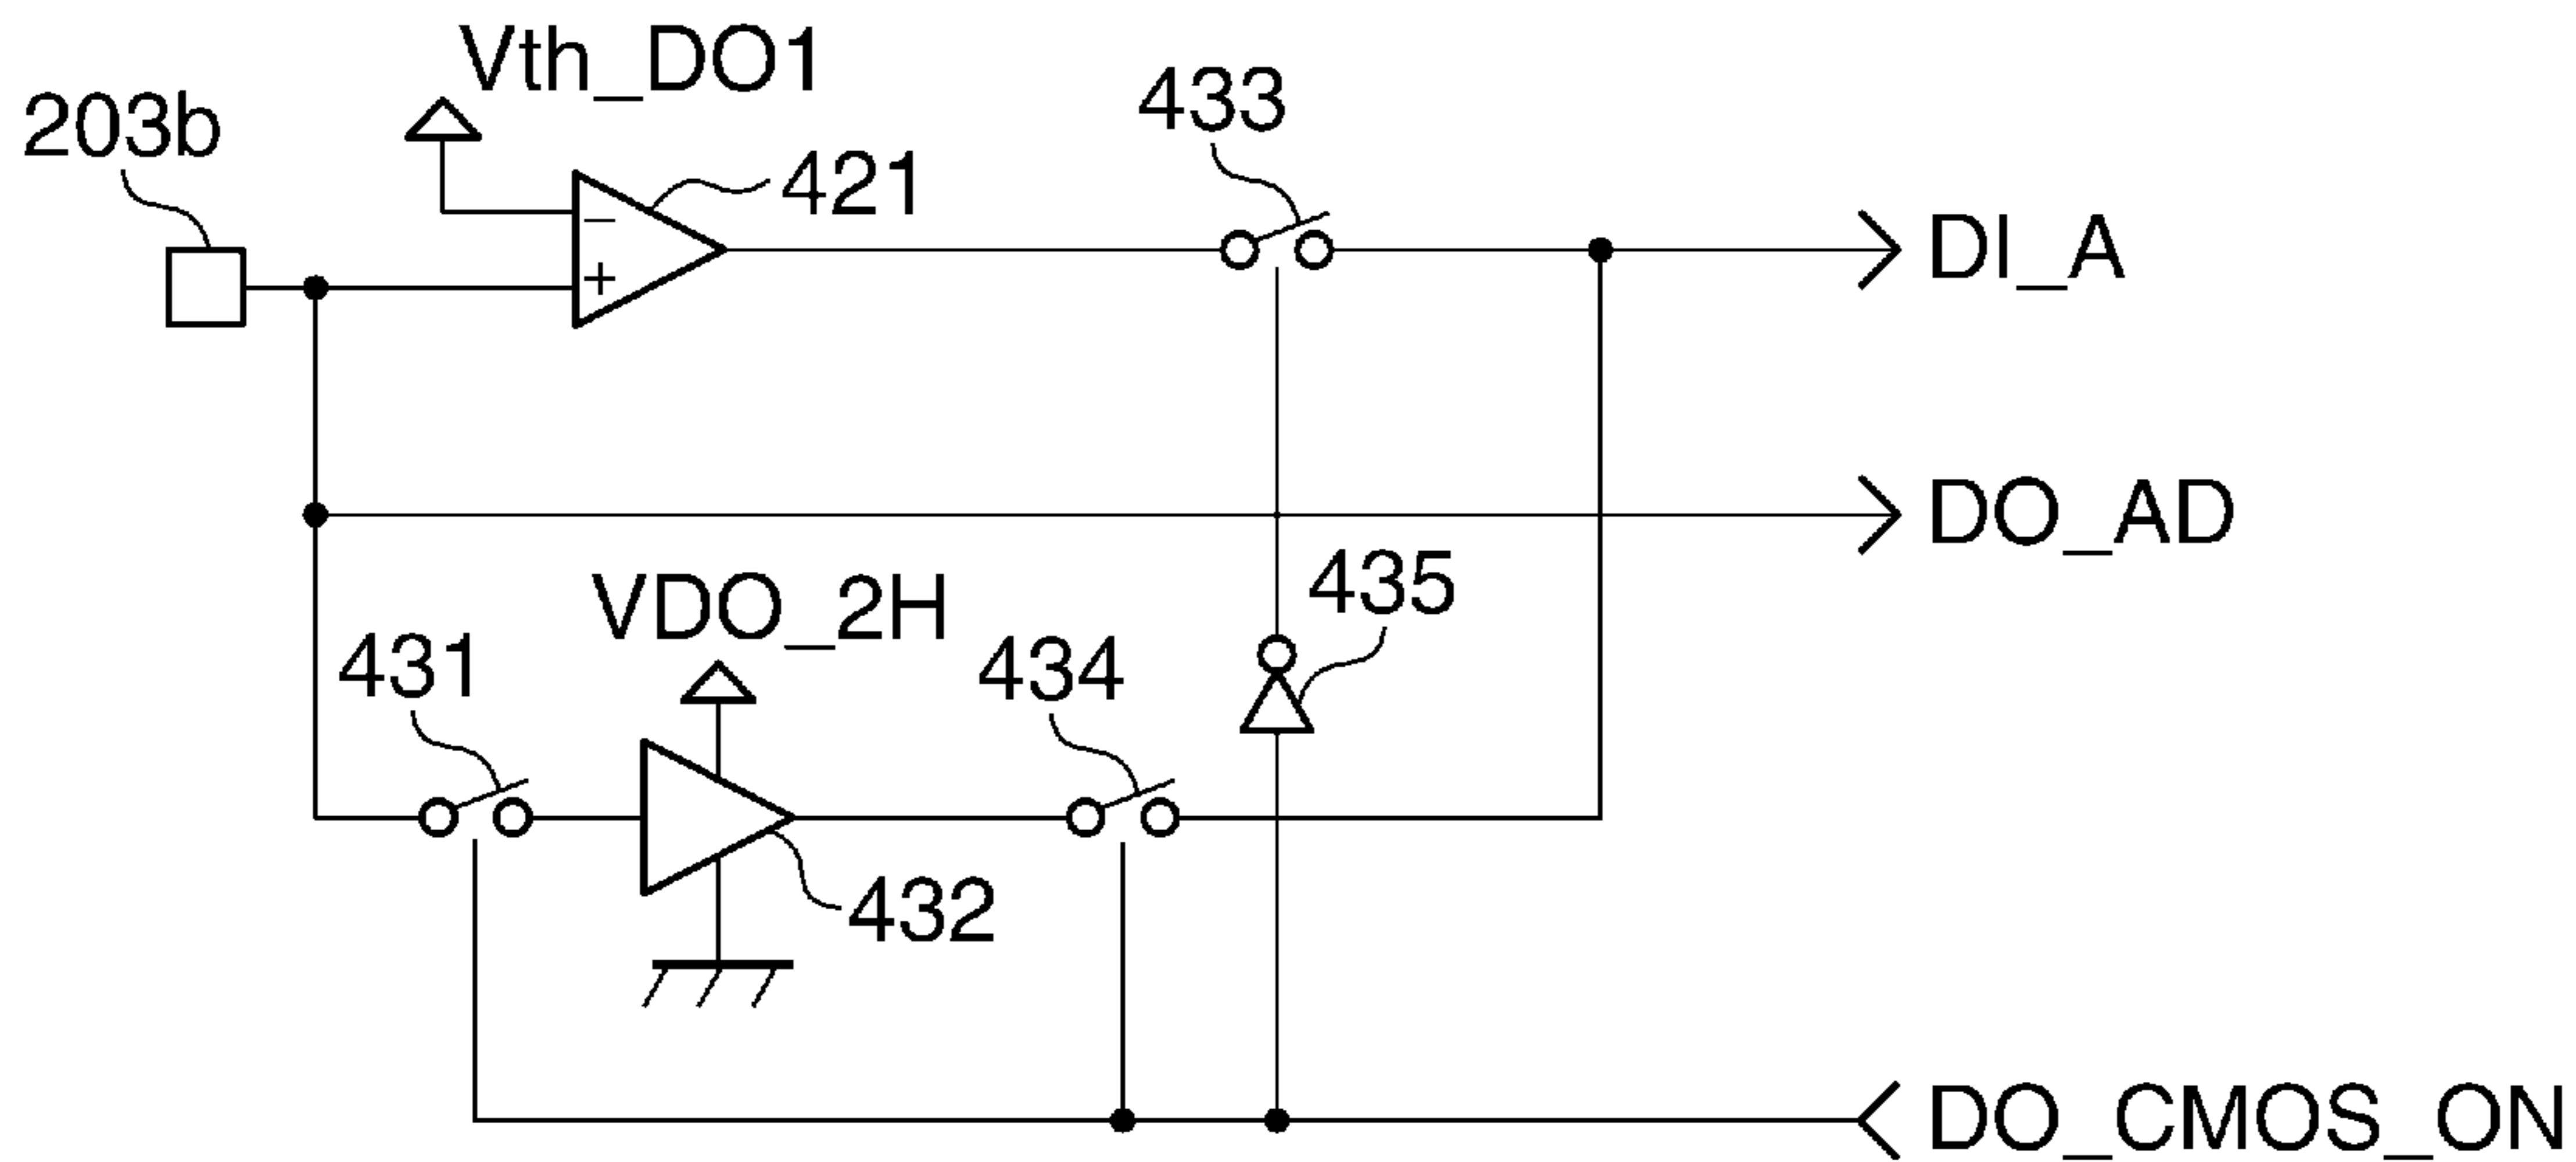 Vth_DO1
203b
433
421
−
+
DI_A
DO_AD
435
VDO_2H
431
434
432
DO_CMOS_ON